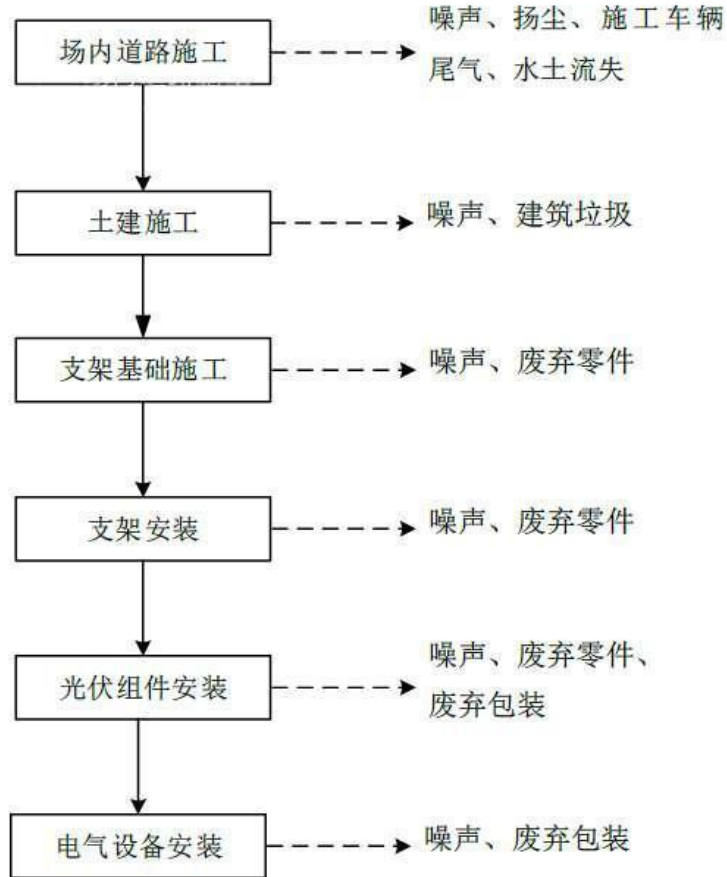 场内道路施工
噪声、扬尘、施工车辆
尾气、水土流失
土建施工
噪声、建筑垃圾
支架基础施工
噪声、废弃零件
支架安装
噪声、废弃零件
光伏组件安装
噪声、废弃零件、
废弃包装
电气设备安装
噪声、废弃包装